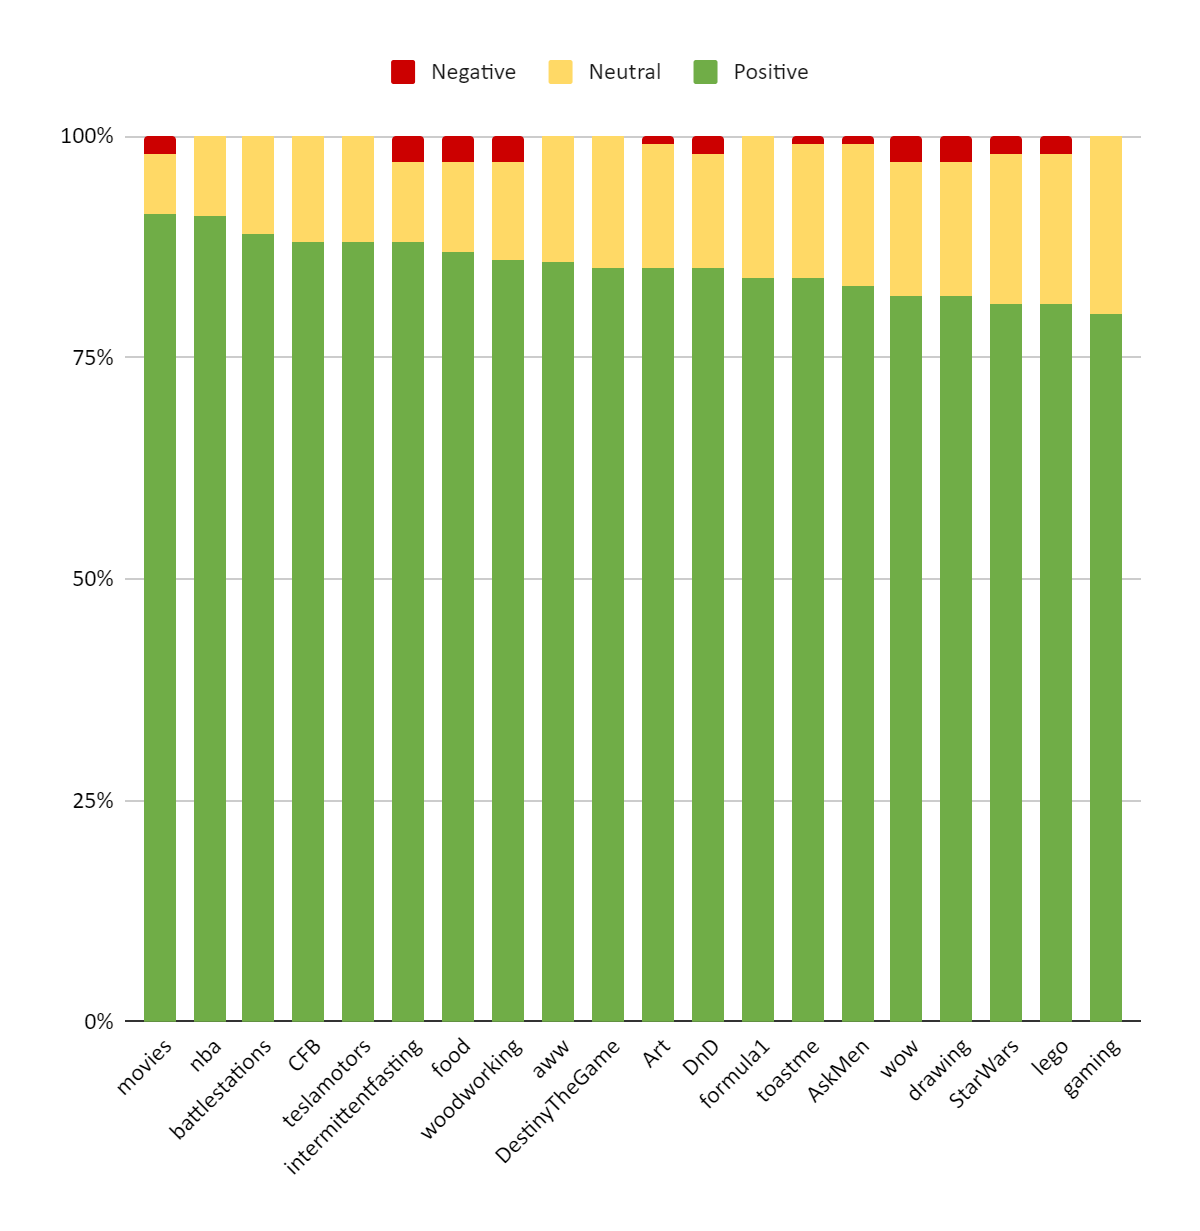 Negative Neutral Positive
100%
75%
50%
25%
0%
movies
nba
battlestations
CFB
teslamotors
intermittentfasting
food
woodworking
aww
DestinyTheGame
Art
DnD
formula1
toastme
AskMen
wow
drawing
StarWars
lego
gaming